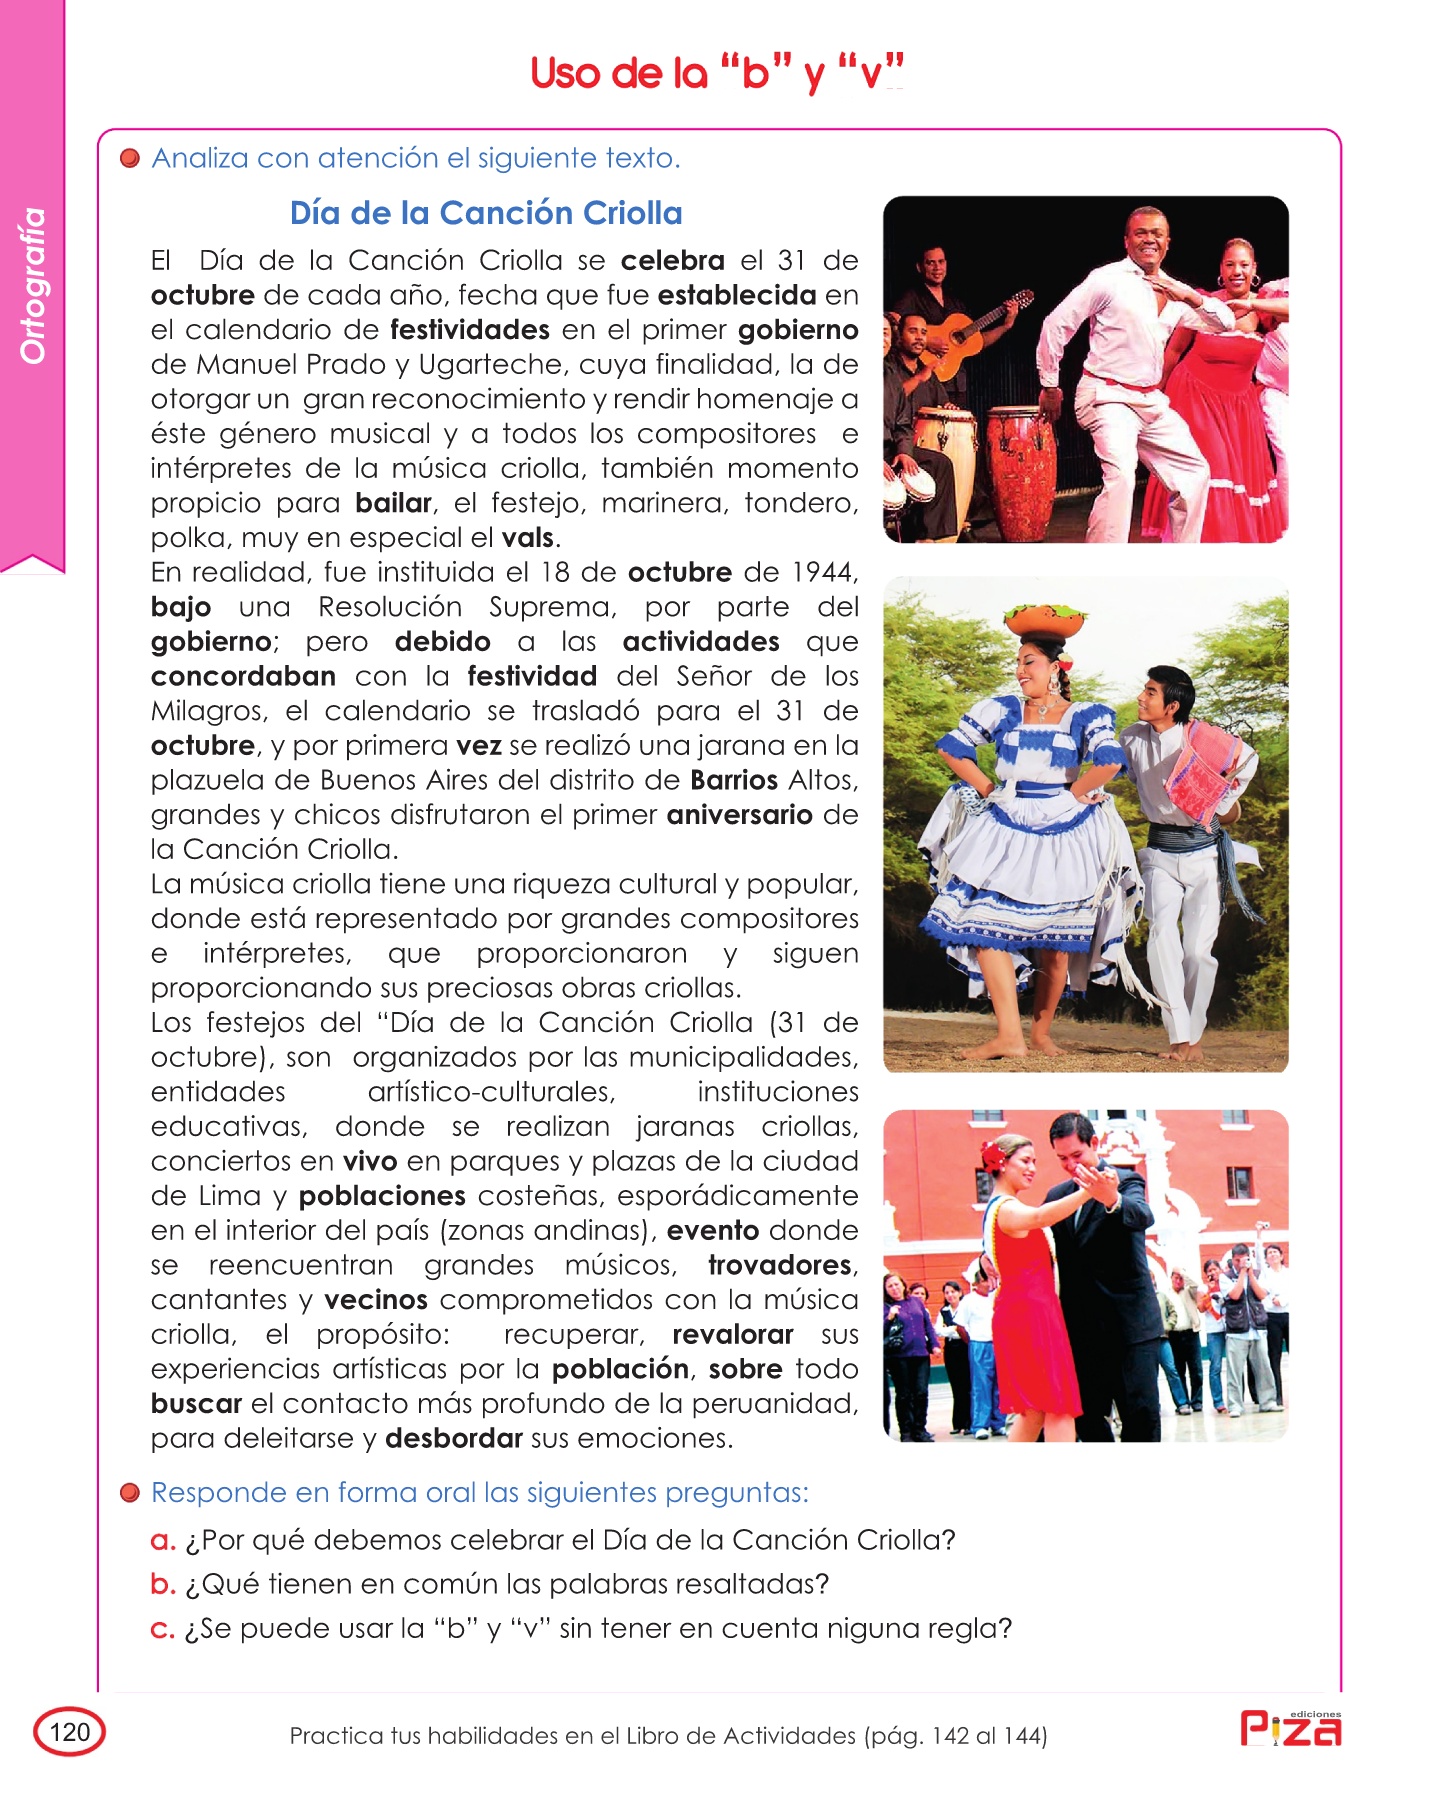 Uso de la “b” y “v”
Ortografía
Analiza con atención el siguiente texto.
Día de la Canción Criolla
El Día de la Canción Criolla se celebra el 31 de
octubre de cada año, fecha que fue establecida en
el calendario de festividades en el primer gobierno
de Manuel Prado y Ugarteche, cuya finalidad, la de
otorgar un gran reconocimiento y rendir homenaje a
éste género musical y a todos los compositores e
intérpretes de la música criolla, también momento
propicio para bailar, el festejo, marinera, tondero,
polka, muy en especial el vals.
En realidad, fue instituida el 18 de octubre de 1944,
bajo una Resolución Suprema, por parte del
gobierno; pero debido a las actividades que
concordaban con la festividad del Señor de los
Milagros, el calendario se trasladó para el 31 de
octubre, y por primera vez se realizó una jarana en la
plazuela de Buenos Aires del distrito de Barrios Altos,
grandes y chicos disfrutaron el primer aniversario de
la Canción Criolla.
La música criolla tiene una riqueza cultural y popular,
donde está representado por grandes compositores
e intérpretes, que proporcionaron y siguen
proporcionando sus preciosas obras criollas.
Los festejos del “Día de la Canción Criolla (31 de
octubre), son organizados por las municipalidades,
entidades artístico-culturales, instituciones
educativas, donde se realizan jaranas criollas,
conciertos en vivo en parques y plazas de la ciudad
de Lima y poblaciones costeñas, esporádicamente
en el interior del país (zonas andinas), evento donde
se reencuentran grandes músicos, trovadores,
cantantes y vecinos comprometidos con la música
criolla, el propósito: recuperar, revalorar sus
experiencias artísticas por la población, sobre todo
buscar el contacto más profundo de la peruanidad,
para deleitarse y desbordar sus emociones.
Responde en forma oral las siguientes preguntas:
a. ¿Por qué debemos celebrar el Día de la Canción Criolla?
b. ¿Qué tienen en común las palabras resaltadas?
c. ¿Se puede usar la “b” y “v” sin tener en cuenta niguna regla?
120
Practica tus habilidades en el Libro de Actividades (pág. 142 al 144)
ediciones
Piza